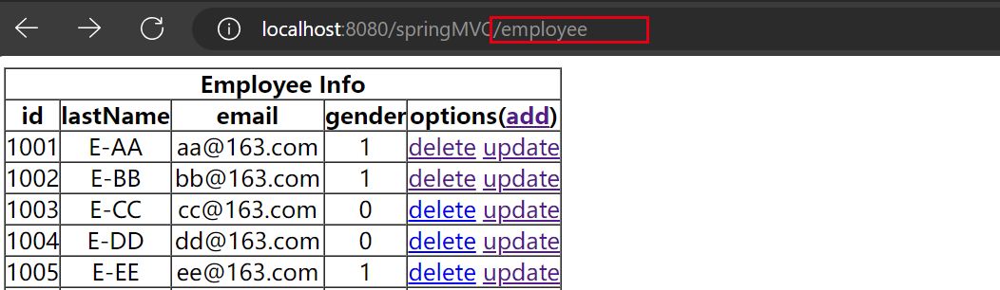 localhost:8080/springMVC/employee
Employee Info
id lastName email gender options(add)
1001 E-AA aa@163.com 1 delete update
1002 E-BB bb@163.com 1 delete update
1003 E-CC cc@163.com 0 delete update
1004 E-DD dd@163.com 0 delete update
1005 E-EE ee@163.com 1 delete update